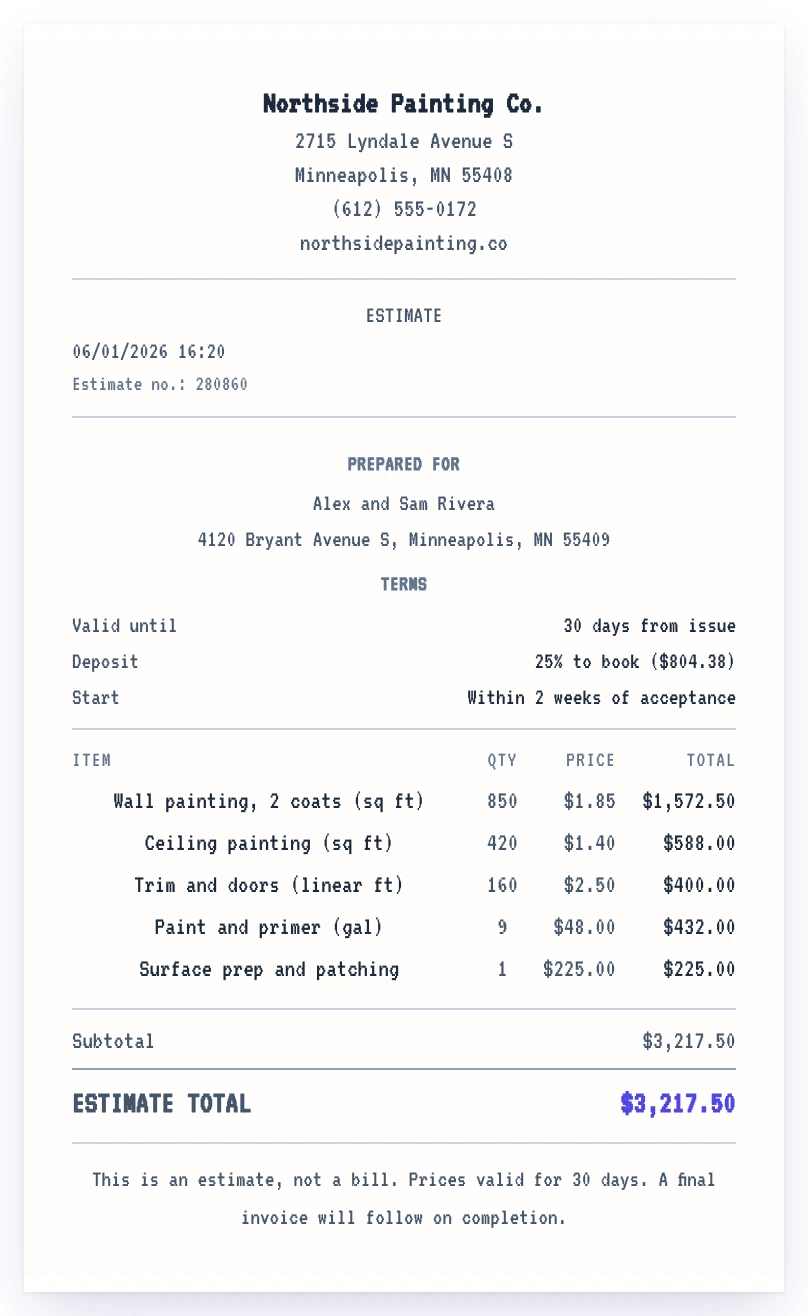 Northside Painting Co.
2715 Lyndale Avenue S
Minneapolis, MN 55408
(612) 555-0172
northsidepainting.co
ESTIMATE
06/01/2026 16:20
Estimate no.: 280860
PREPARED FOR
Alex and Sam Rivera
4120 Bryant Avenue S, Minneapolis, MN 55409
TERMS
Valid until 30 days from issue
Deposit 25% to book ($804.38)
Start Within 2 weeks of acceptance
ITEM QTY PRICE TOTAL
Wall painting, 2 coats (sq ft) 850 $1.85 $1,572.50
Ceiling painting (sq ft) 420 $1.40 $588.00
Trim and doors (linear ft) 160 $2.50 $400.00
Paint and primer (gal) 9 $48.00 $432.00
Surface prep and patching 1 $225.00 $225.00
Subtotal $3,217.50
ESTIMATE TOTAL $3,217.50
This is an estimate, not a bill. Prices valid for 30 days. A final
invoice will follow on completion.